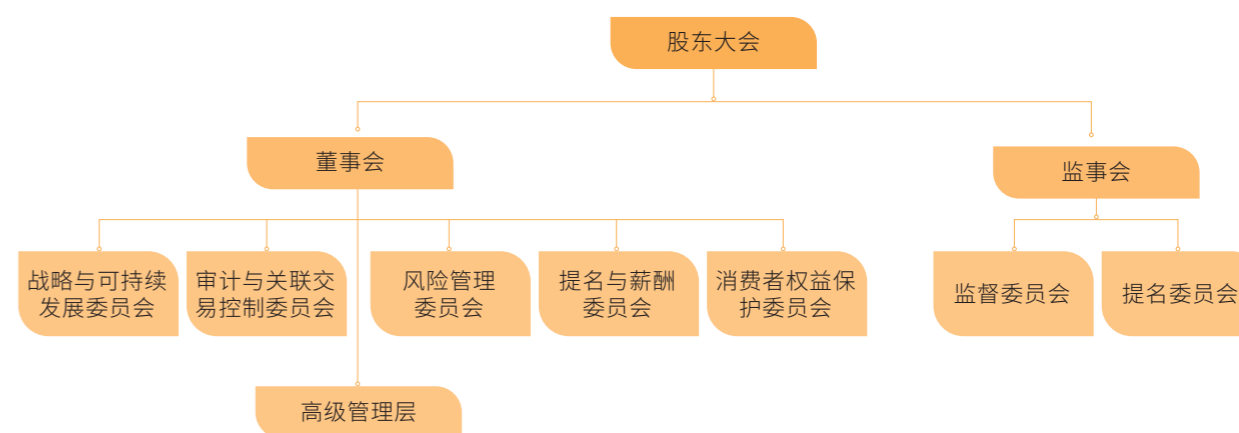 股东大会
董事会
监事会
战略与可持续
发展委员会
审计与关联交
易控制委员会
风险管理
委员会
提名与薪酬
委员会
消费者权益保
护委员会
监督委员会
提名委员会
高级管理层